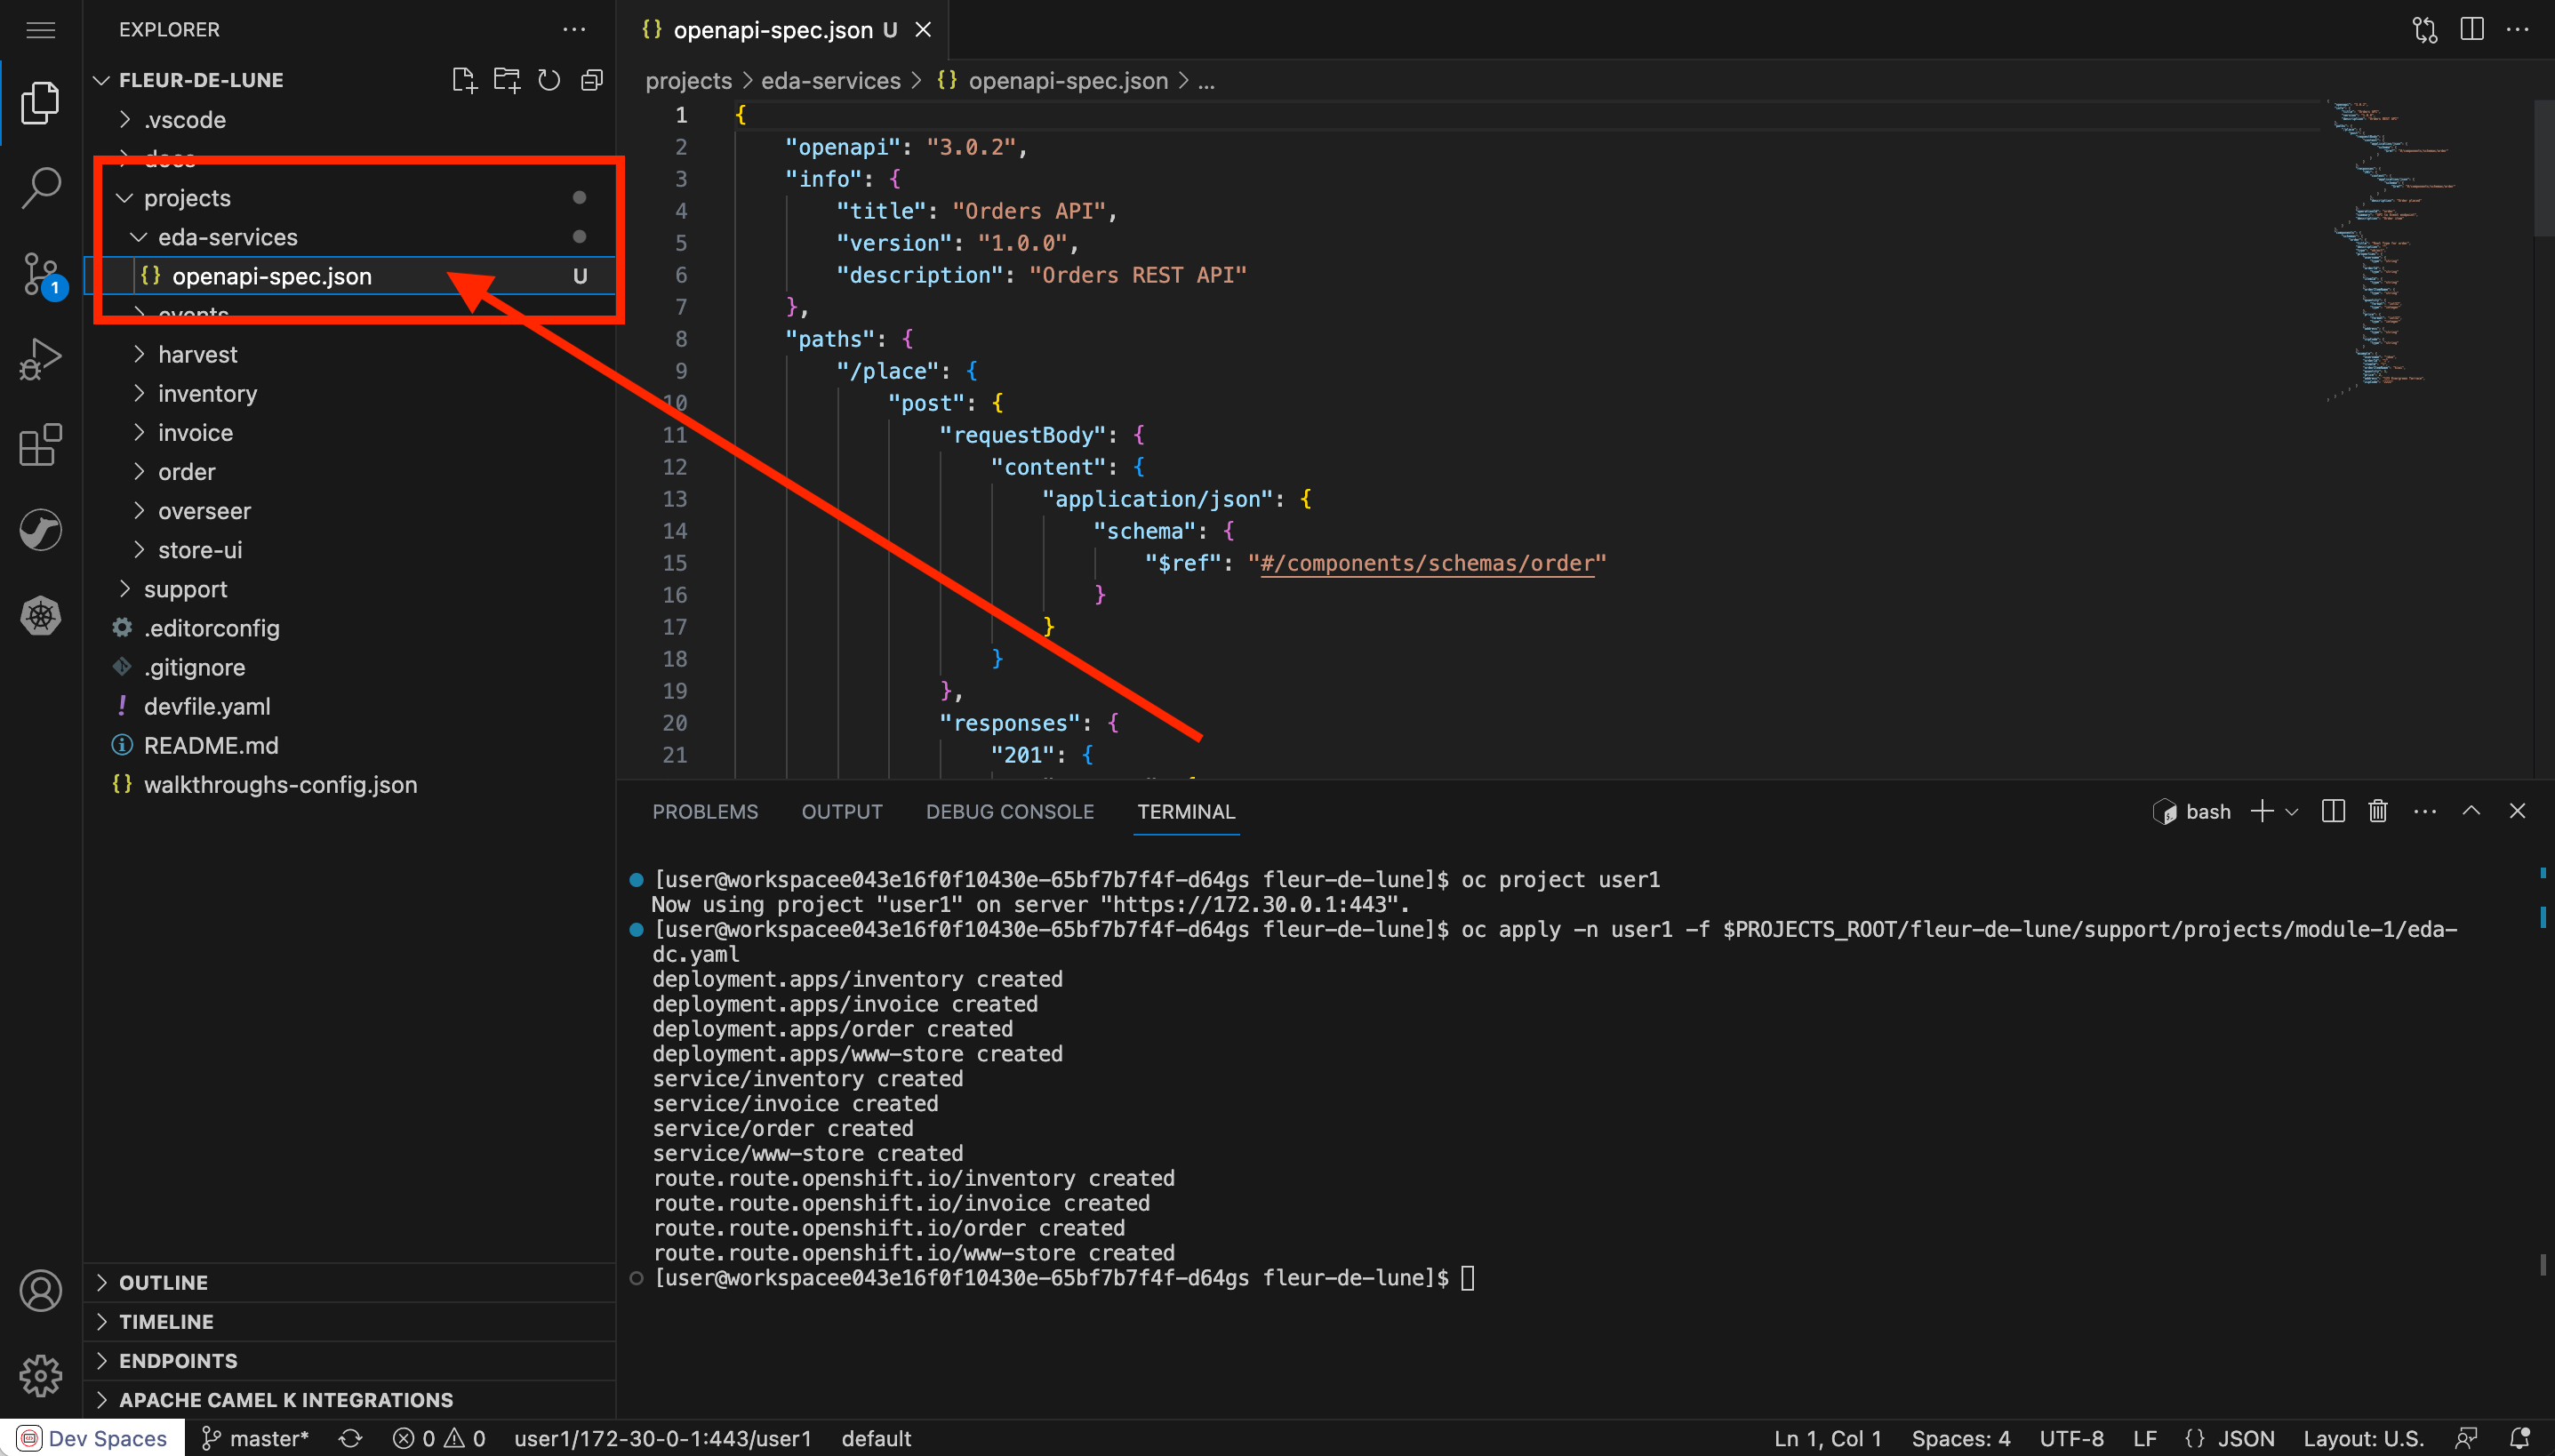 EXPLORER
FLEUR-DE-LUNE
.vscode
docs
projects
eda-services
{} openapi-spec.json U
events
harvest
inventory
invoice
order
overseer
store-ui
support
.editorconfig
.gitignore
! devfile.yaml
README.md
{} walkthroughs-config.json
OUTLINE
TIMELINE
ENDPOINTS
APACHE CAMEL K INTEGRATIONS
1
{} openapi-spec.json U
projects > eda-services > {} openapi-spec.json > ...
1 {
2 "openapi": "3.0.2",
3 "info": {
4 "title": "Orders API",
5 "version": "1.0.0",
6 "description": "Orders REST API"
7 },
8 "paths": {
9 "/place": {
10 "post": {
11 "requestBody": {
12 "content": {
13 "application/json": {
14 "schema": {
15 "$ref": "#/components/schemas/order"
16 }
17 }
18 }
19 },
20 "responses": {
21 "201": {
PROBLEMS OUTPUT DEBUG CONSOLE TERMINAL bash
[user@workspacee043e16f0f10430e-65bf7b7f4f-d64gs fleur-de-lune]$ oc project user1
Now using project "user1" on server "https://172.30.0.1:443".
[user@workspacee043e16f0f10430e-65bf7b7f4f-d64gs fleur-de-lune]$ oc apply -n user1 -f $PROJECTS_ROOT/fleur-de-lune/support/projects/module-1/eda-
dc.yaml
deployment.apps/inventory created
deployment.apps/invoice created
deployment.apps/order created
deployment.apps/www-store created
service/inventory created
service/invoice created
service/order created
service/www-store created
route.route.openshift.io/inventory created
route.route.openshift.io/invoice created
route.route.openshift.io/order created
route.route.openshift.io/www-store created
[user@workspacee043e16f0f10430e-65bf7b7f4f-d64gs fleur-de-lune]$
Dev Spaces master* 0 0 user1/172-30-0-1:443/user1 default Ln 1, Col 1 Spaces: 4 UTF-8 LF {} JSON Layout: U.S.